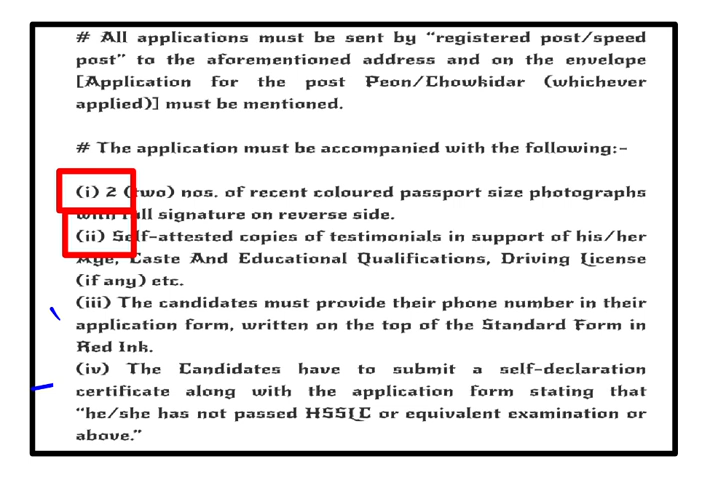 # All applications must be sent by “registered post/speed
post” to the aforementioned address and on the envelope
[Application for the post Peon/Chowkidar (whichever
applied)] must be mentioned.
# The application must be accompanied with the following:-
(i) 2 (two) nos. of recent coloured passport size photographs
with full signature on reverse side.
(ii) Self-attested copies of testimonials in support of his/her
Age, Caste And Educational Qualifications, Driving License
(if any) etc.
(iii) The candidates must provide their phone number in their
application form, written on the top of the Standard Form in
Red Ink.
(iv) The Candidates have to submit a self-declaration
certificate along with the application form stating that
“he/she has not passed HSSLC or equivalent examination or
above.”